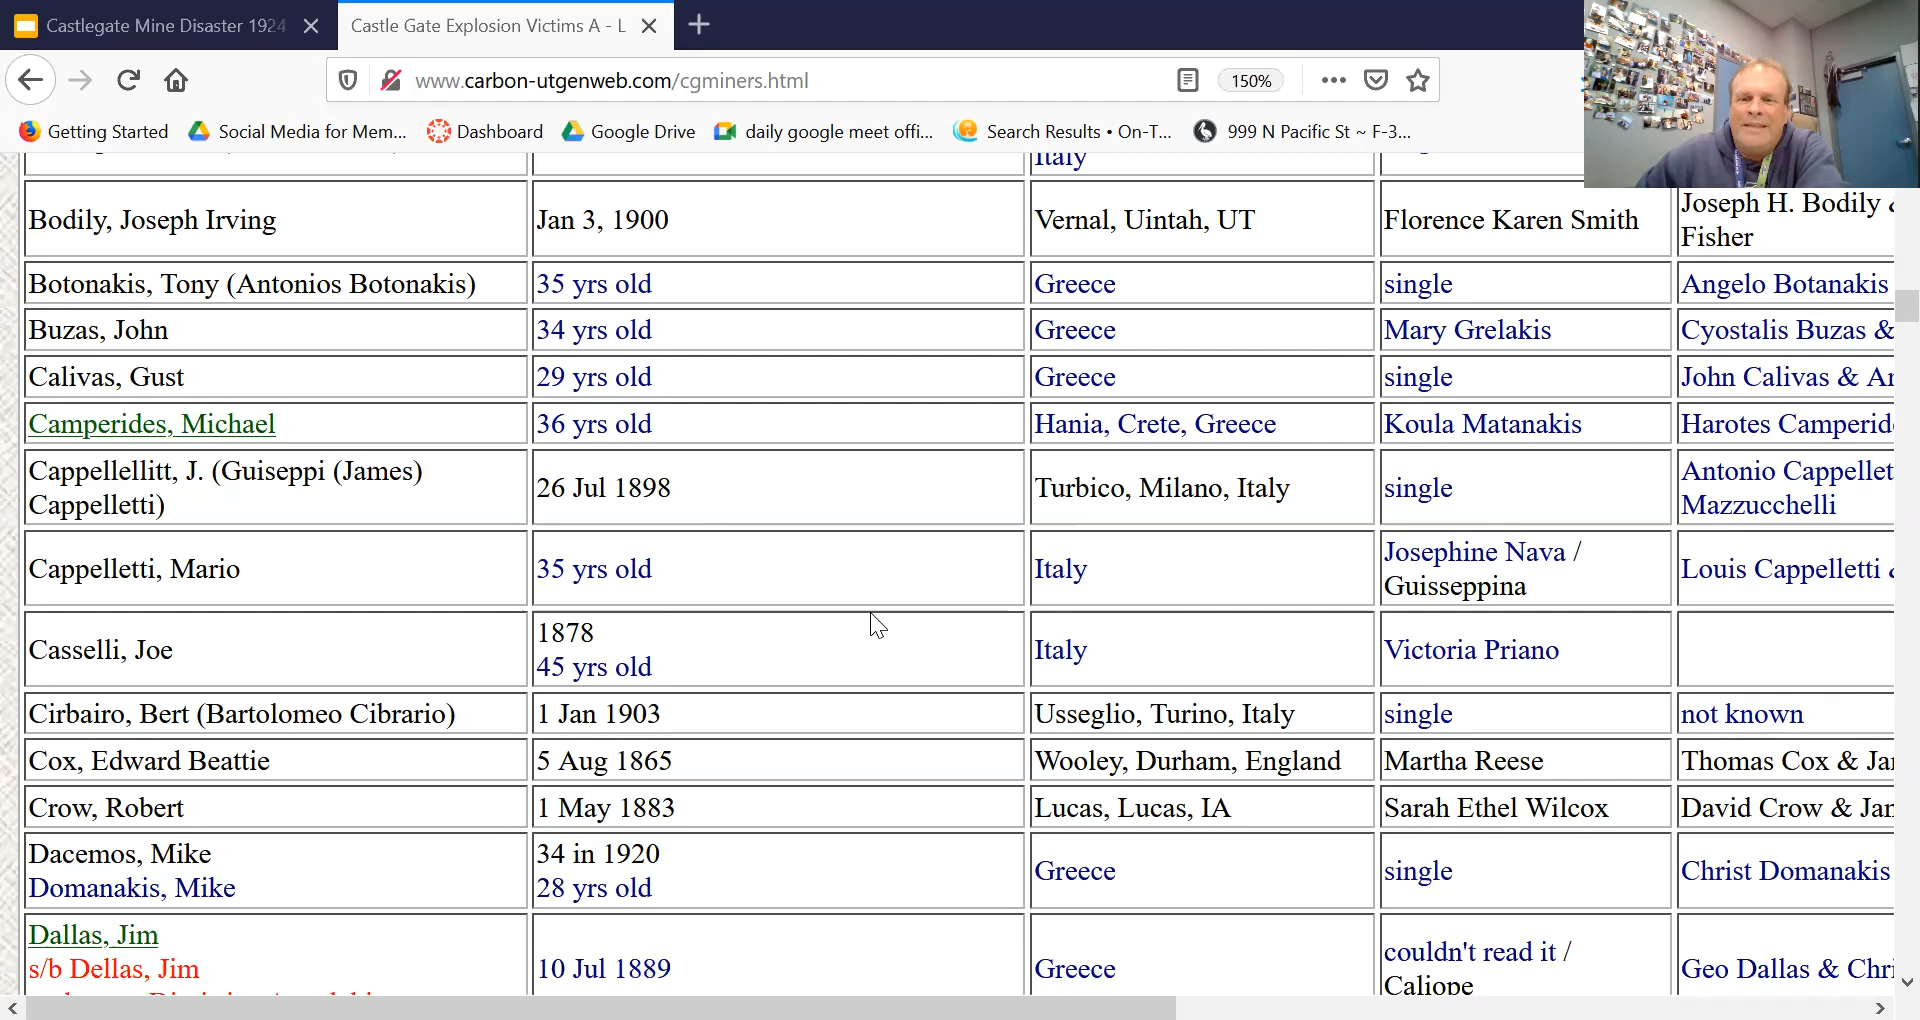 Castlegate Mine Disaster 1924
Castle Gate Explosion Victims A - L
www.carbon-utgenweb.com/cgminers.html
150%
Getting Started
Social Media for Mem...
Dashboard
Google Drive
daily google meet offi...
Search Results • On-T...
999 N Pacific St ~ F-3...
Italy
Bodily, Joseph Irving
Jan 3, 1900
Vernal, Uintah, UT
Florence Karen Smith
Joseph H. Bodily &
Fisher
Botonakis, Tony (Antonios Botonakis)
35 yrs old
Greece
single
Angelo Botanakis
Buzas, John
34 yrs old
Greece
Mary Grelakis
Cyostalis Buzas &
Calivas, Gust
29 yrs old
Greece
single
John Calivas &
Camperides, Michael
36 yrs old
Hania, Crete, Greece
Koula Matanakis
Harotes
Cappellellitt, J. (Guiseppi (James)
Cappelletti)
26 Jul 1898
Turbico, Milano, Italy
single
Antonio
Mazzucchelli
Cappelletti, Mario
35 yrs old
Italy
Josephine Nava /
Guisseppina
Louis Cappelletti
Casselli, Joe
1878
45 yrs old
Italy
Victoria Priano
Cirbairo, Bert (Bartolomeo Cibrario)
1 Jan 1903
Usseglio, Turino, Italy
single
not known
Cox, Edward Beattie
5 Aug 1865
Wooley, Durham, England
Martha Reese
Thomas Cox &
Crow, Robert
1 May 1883
Lucas, Lucas, IA
Sarah Ethel Wilcox
David Crow &
Dacemos, Mike
Domanakis, Mike
34 in 1920
28 yrs old
Greece
single
Christ Domanakis
Dallas, Jim
s/b Dellas, Jim
10 Jul 1889
Greece
couldn't read it /
Caliope
Geo Dallas &